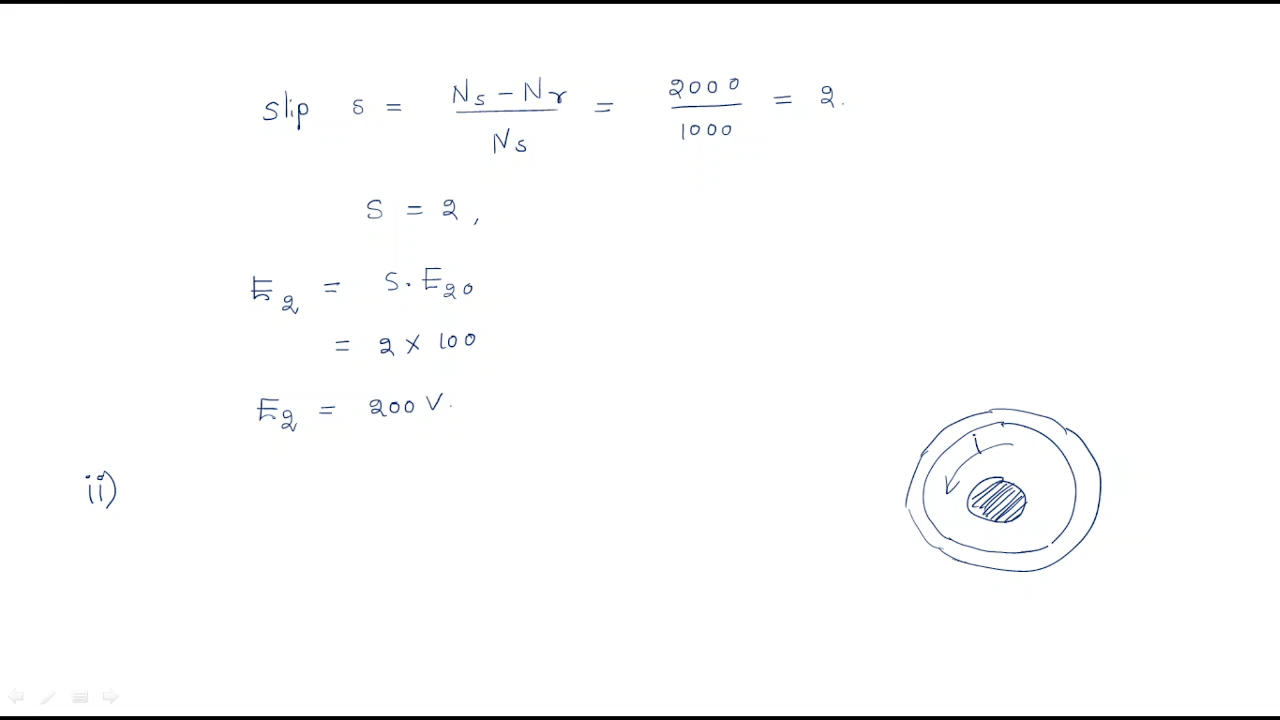 slip s = Ns - Nr / Ns = 2000 / 1000 = 2.
S = 2,
E2 = S. E20
= 2 x 100
E2 = 200 V.
i
ii)